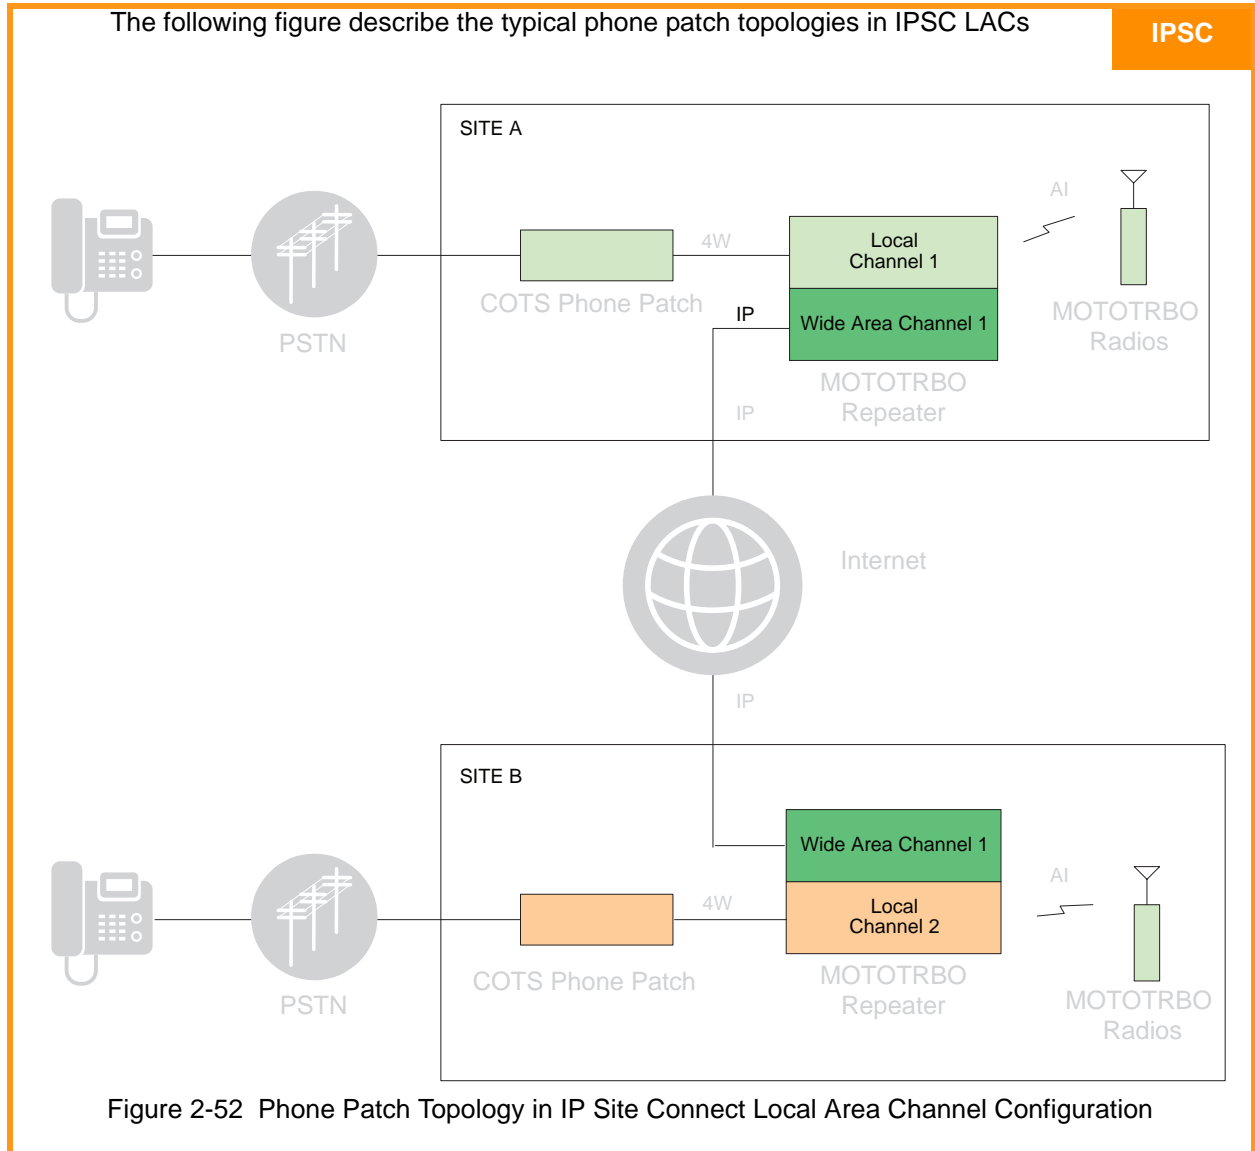 The following figure describe the typical phone patch topologies in IPSC LACs
IPSC
SITE A
AI
4W
Local
Channel 1
COTS Phone Patch
IP
Wide Area Channel 1
MOTOTRBO
Radios
PSTN
MOTOTRBO
Repeater
IP
Internet
IP
SITE B
Wide Area Channel 1
AI
4W
Local
Channel 2
COTS Phone Patch
MOTOTRBO
Repeater
PSTN
MOTOTRBO
Radios
Figure 2-52 Phone Patch Topology in IP Site Connect Local Area Channel Configuration